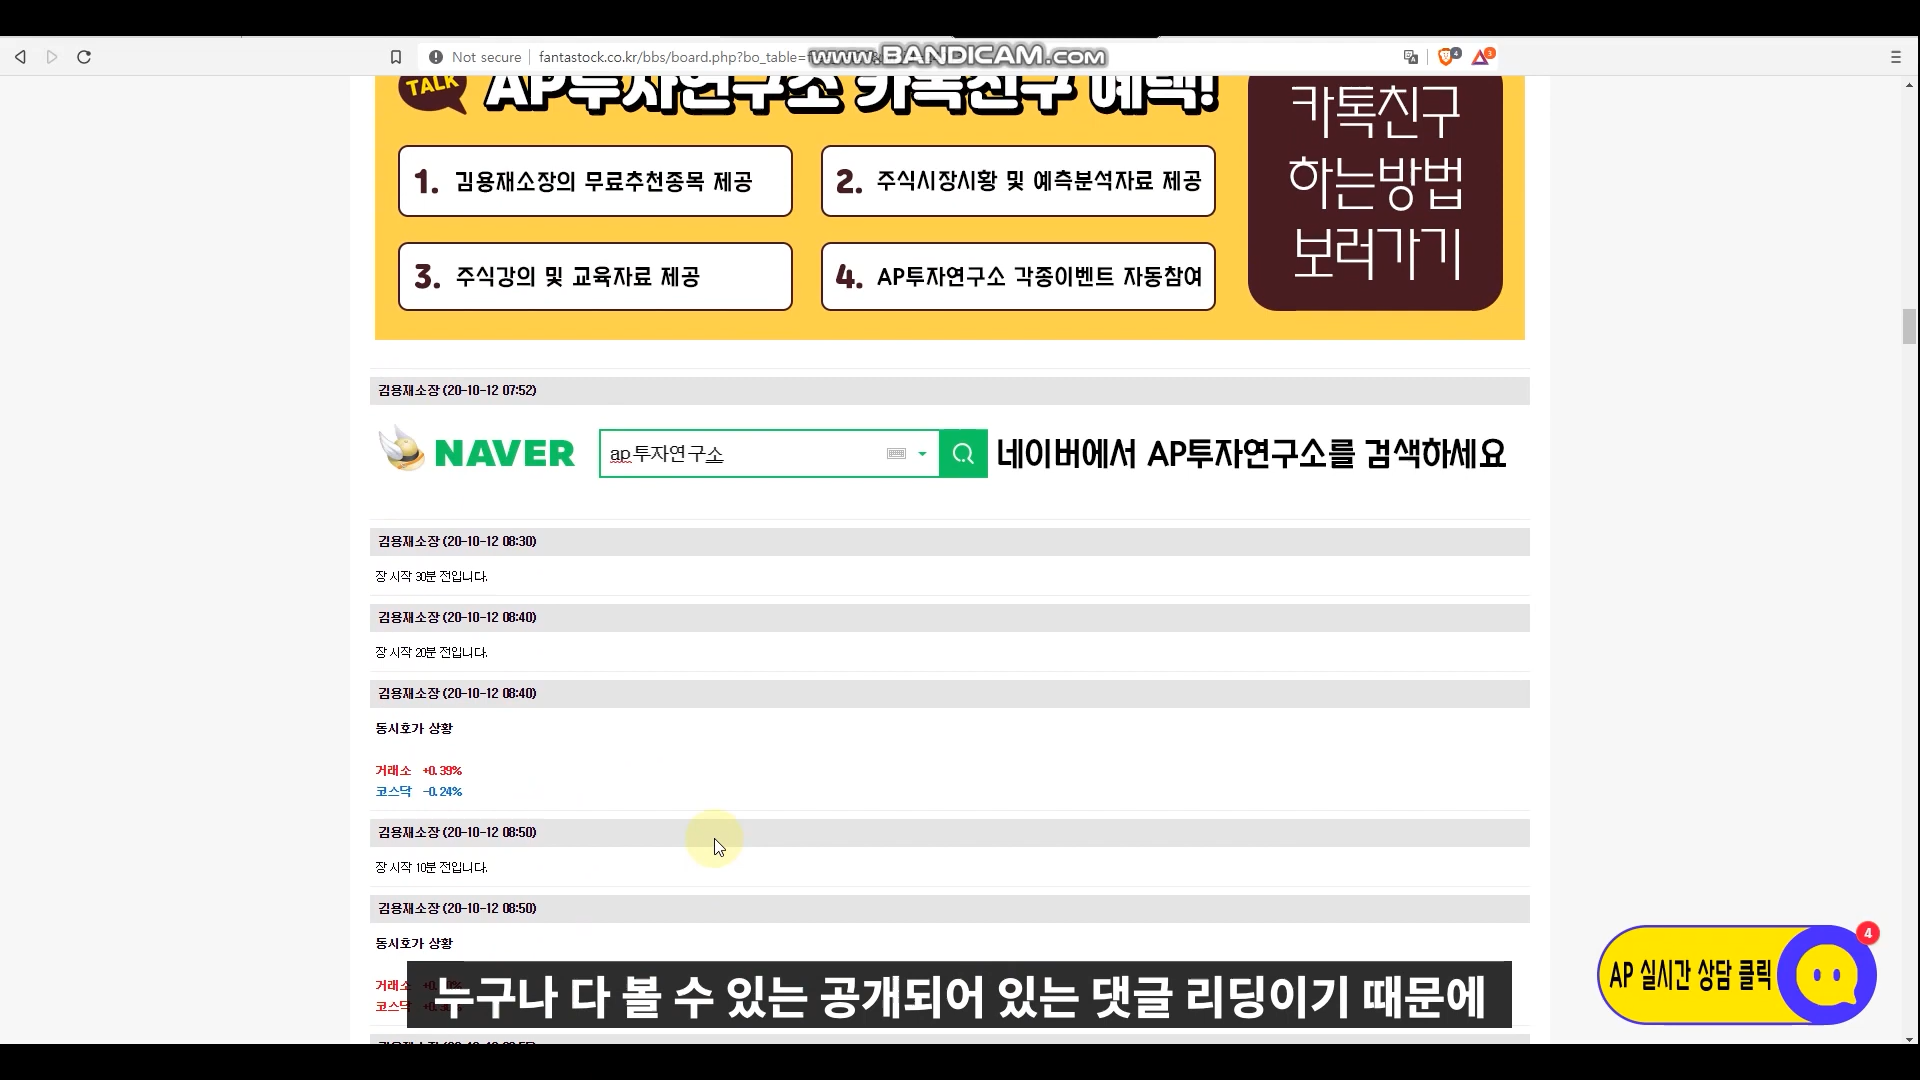 Not secure
fantastock.co.kr/bbs/board.php?bo_table=f
www.BANDICAM.com
4
3
TALK
AP투자연구소 카톡친구 혜택!
1. 김용재소장의 무료추천종목 제공
2. 주식시장시황 및 예측분석자료 제공
3. 주식강의 및 교육자료 제공
4. AP투자연구소 각종이벤트 자동참여
카톡친구
하는방법
보러가기
김용재소장 (20-10-12 07:52)
NAVER
ap투자연구소
네이버에서 AP투자연구소를 검색하세요
김용재소장 (20-10-12 08:30)
장 시작 30분 전입니다.
김용재소장 (20-10-12 08:40)
장 시작 20분 전입니다.
김용재소장 (20-10-12 08:40)
동시호가 상황
거래소 +0.39%
코스닥 -0.24%
김용재소장 (20-10-12 08:50)
장 시작 10분 전입니다.
김용재소장 (20-10-12 08:50)
동시호가 상황
거래소
코스닥
누구나 다 볼 수 있는 공개되어 있는 댓글 리딩이기 때문에
AP 실시간 상담 클릭
4